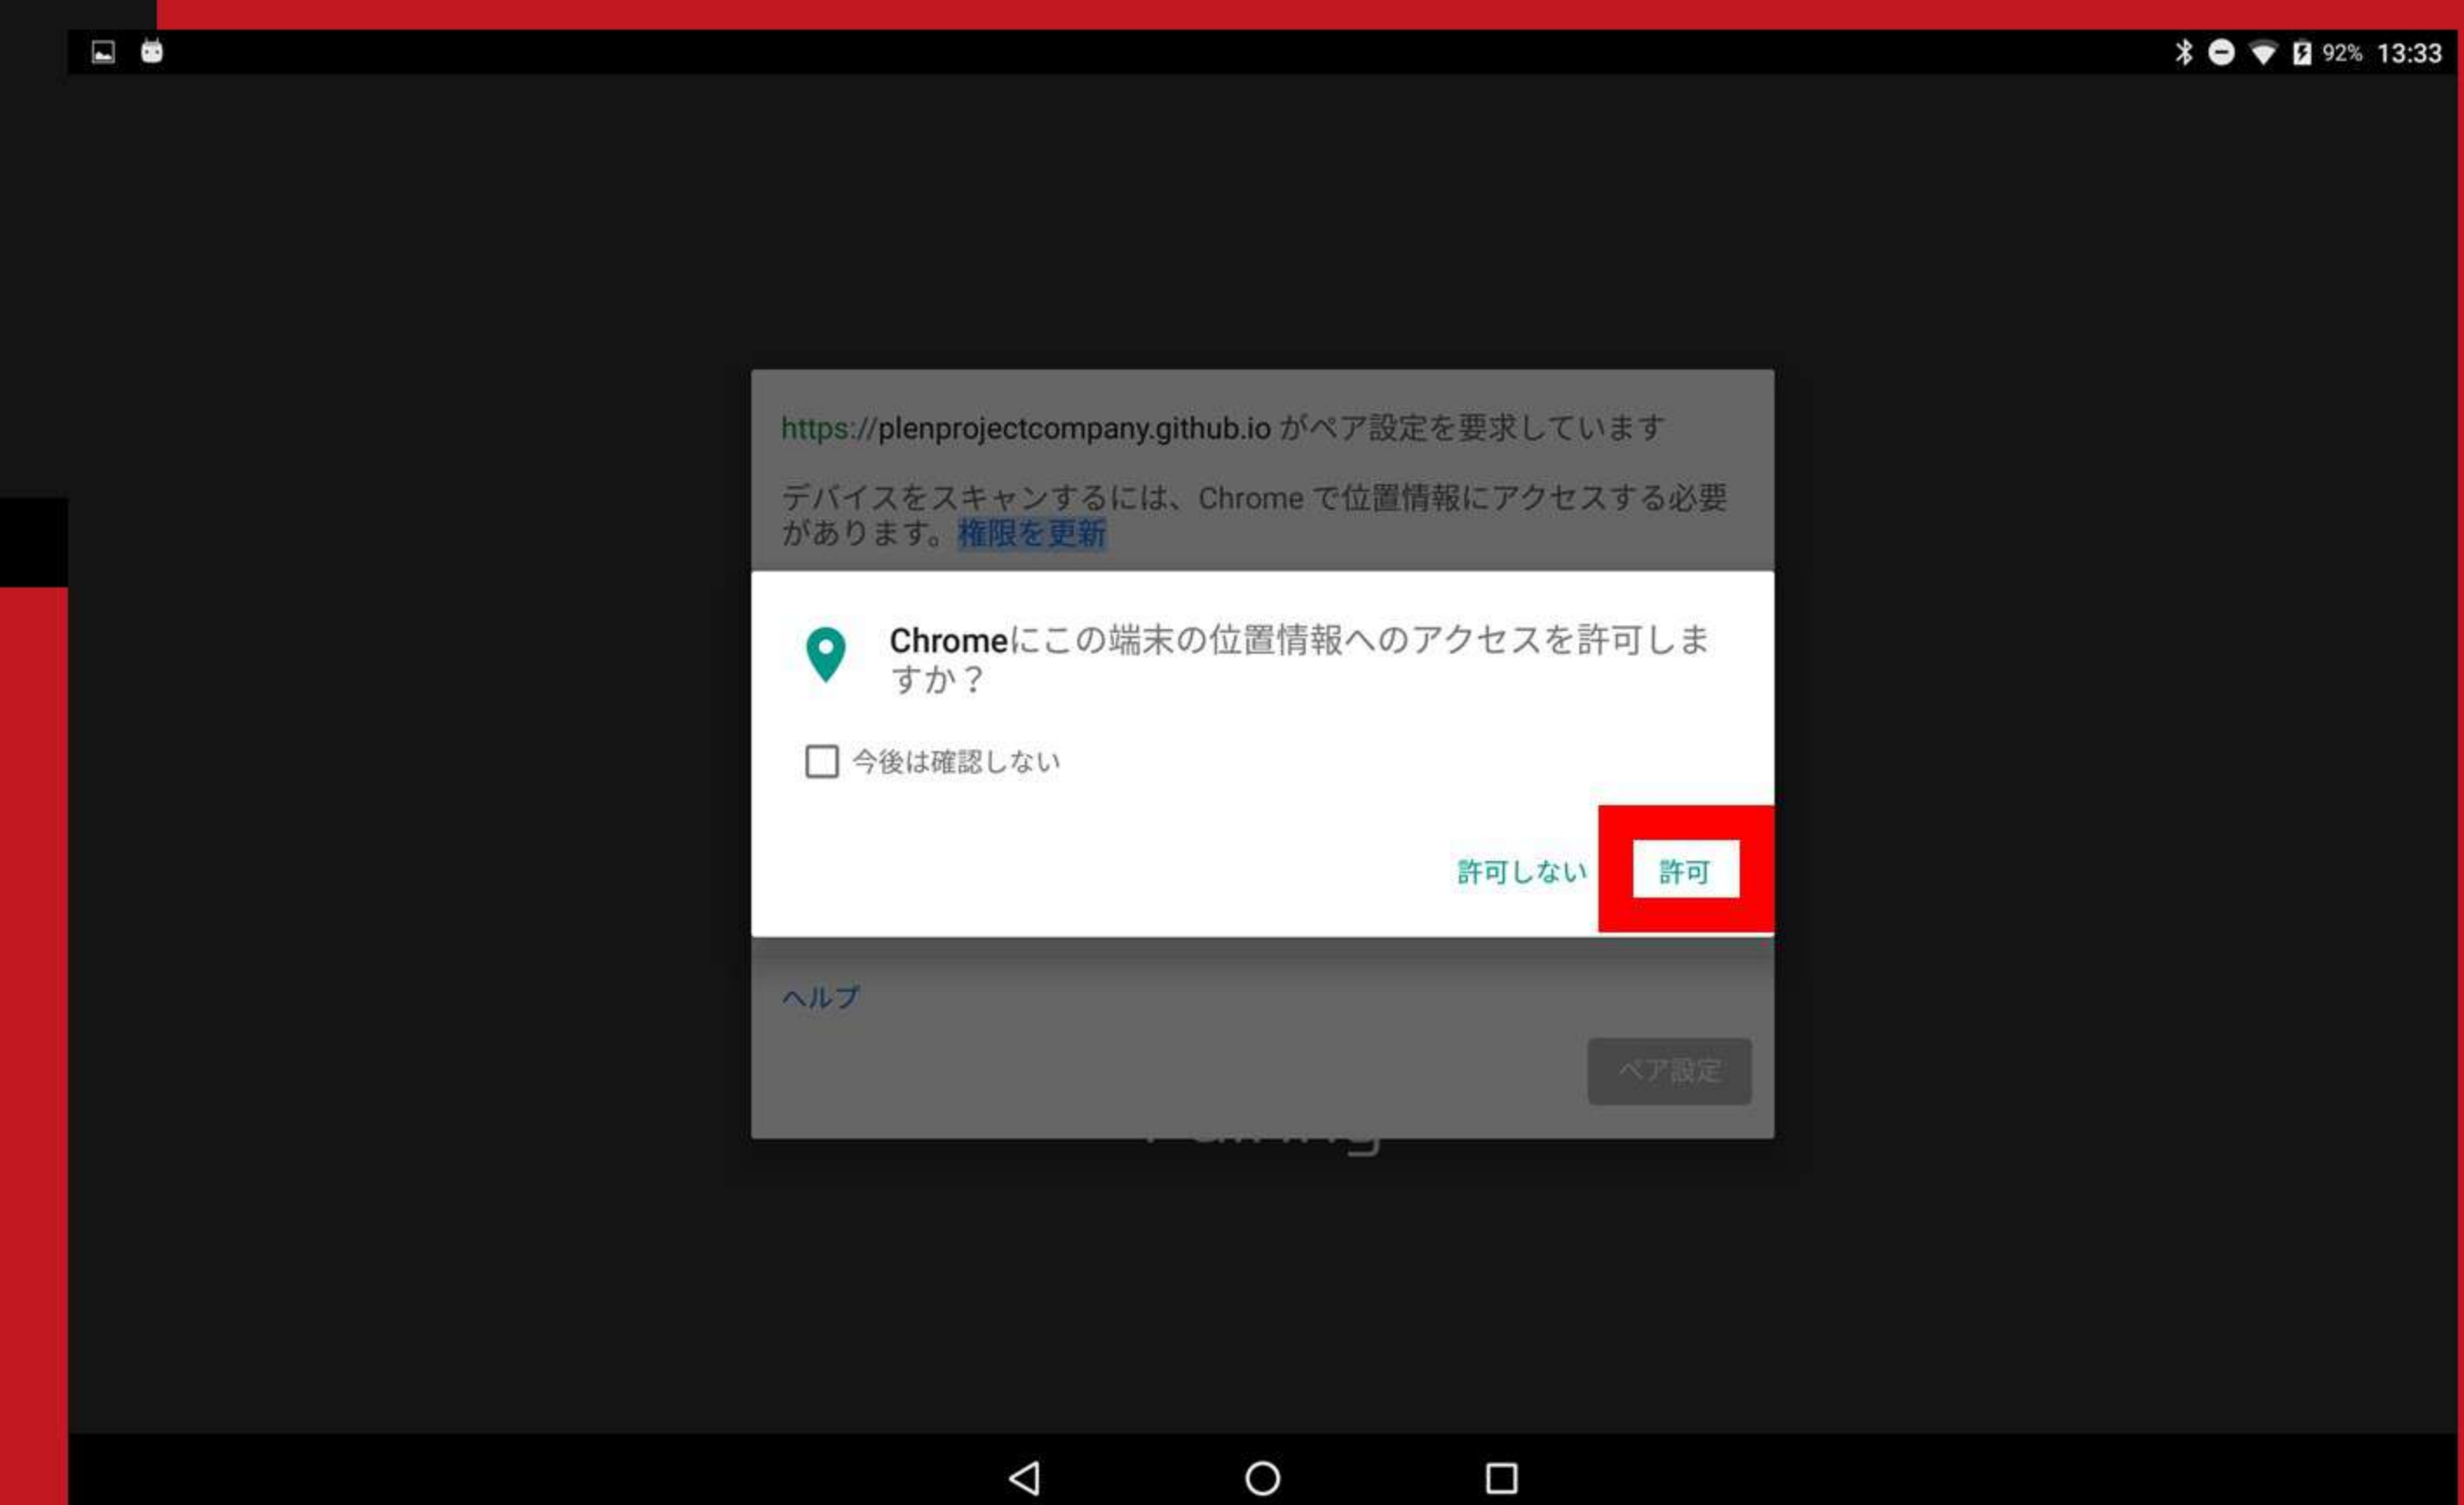 92% 13:33
https://plenprojectcompany.github.io がペア設定を要求しています
デバイスをスキャンするには、Chrome で位置情報にアクセスする必要
があります。権限を更新
Chromeにこの端末の位置情報へのアクセスを許可しま
すか？
今後は確認しない
許可しない 許可
ヘルプ
ペア設定